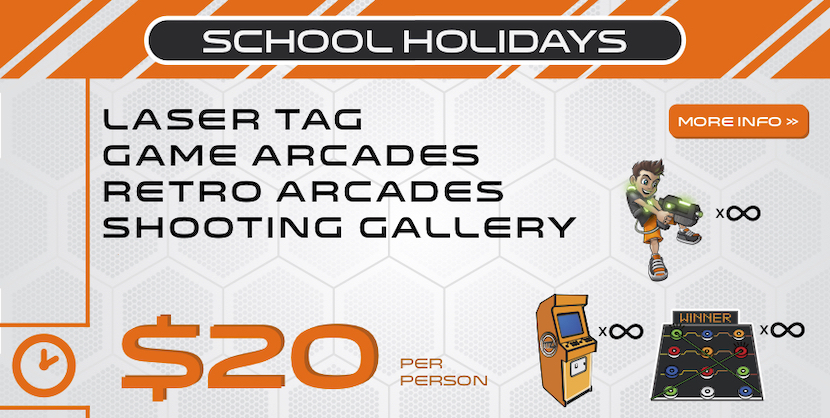 SCHOOL HOLIDAYS
LASER TAG
GAME ARCADES
RETRO ARCADES
SHOOTING GALLERY
MORE INFO >>
x∞
$20
PER
PERSON
x∞
WINNER
x∞